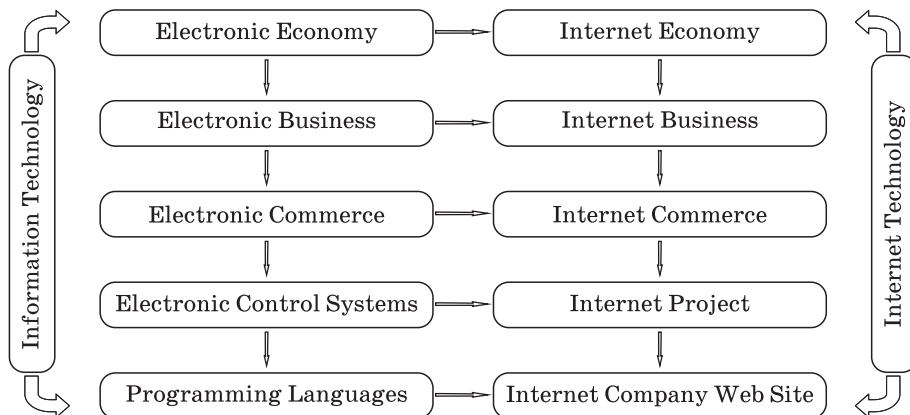 Information Technology
Electronic Economy
Internet Economy
Electronic Business
Internet Business
Electronic Commerce
Internet Commerce
Electronic Control Systems
Internet Project
Programming Languages
Internet Company Web Site
Internet Technology